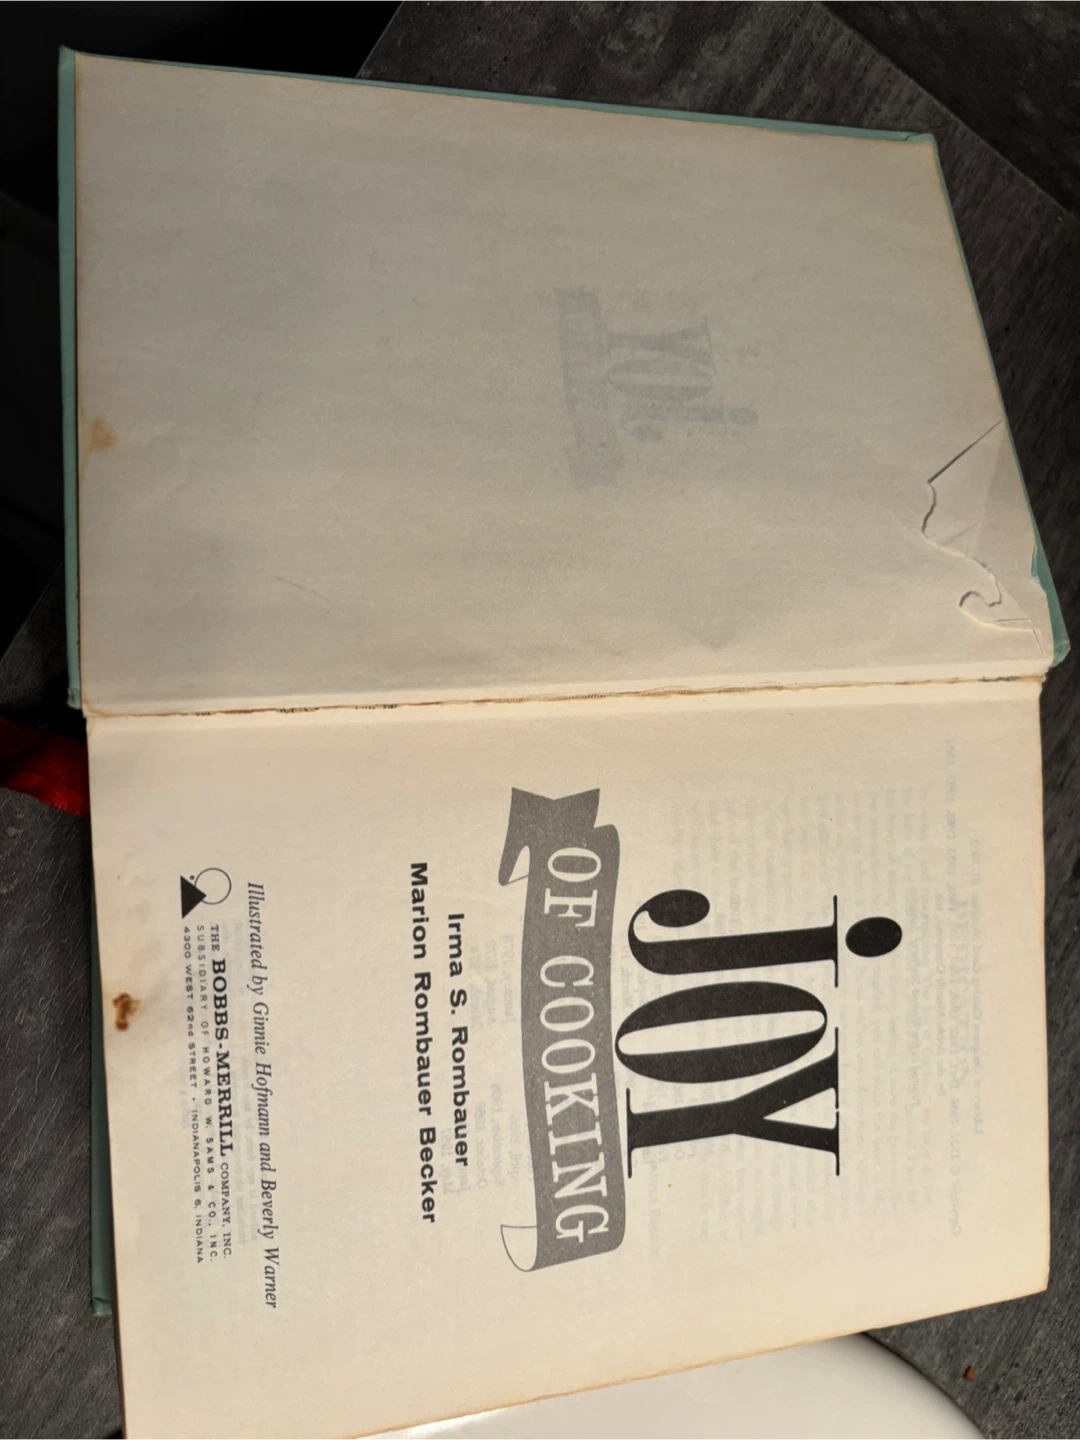 JOY
OF COOKING
Irma S. Rombauer
Marion Rombauer Becker
Illustrated by Ginnie Hofmann and Beverly Warner
THE BOBBS-MERRILL COMPANY, INC.
SUBSIDIARY OF HOWARD W. SAMS & CO., INC.
4300 WEST 62nd STREET • INDIANAPOLIS 6, INDIANA